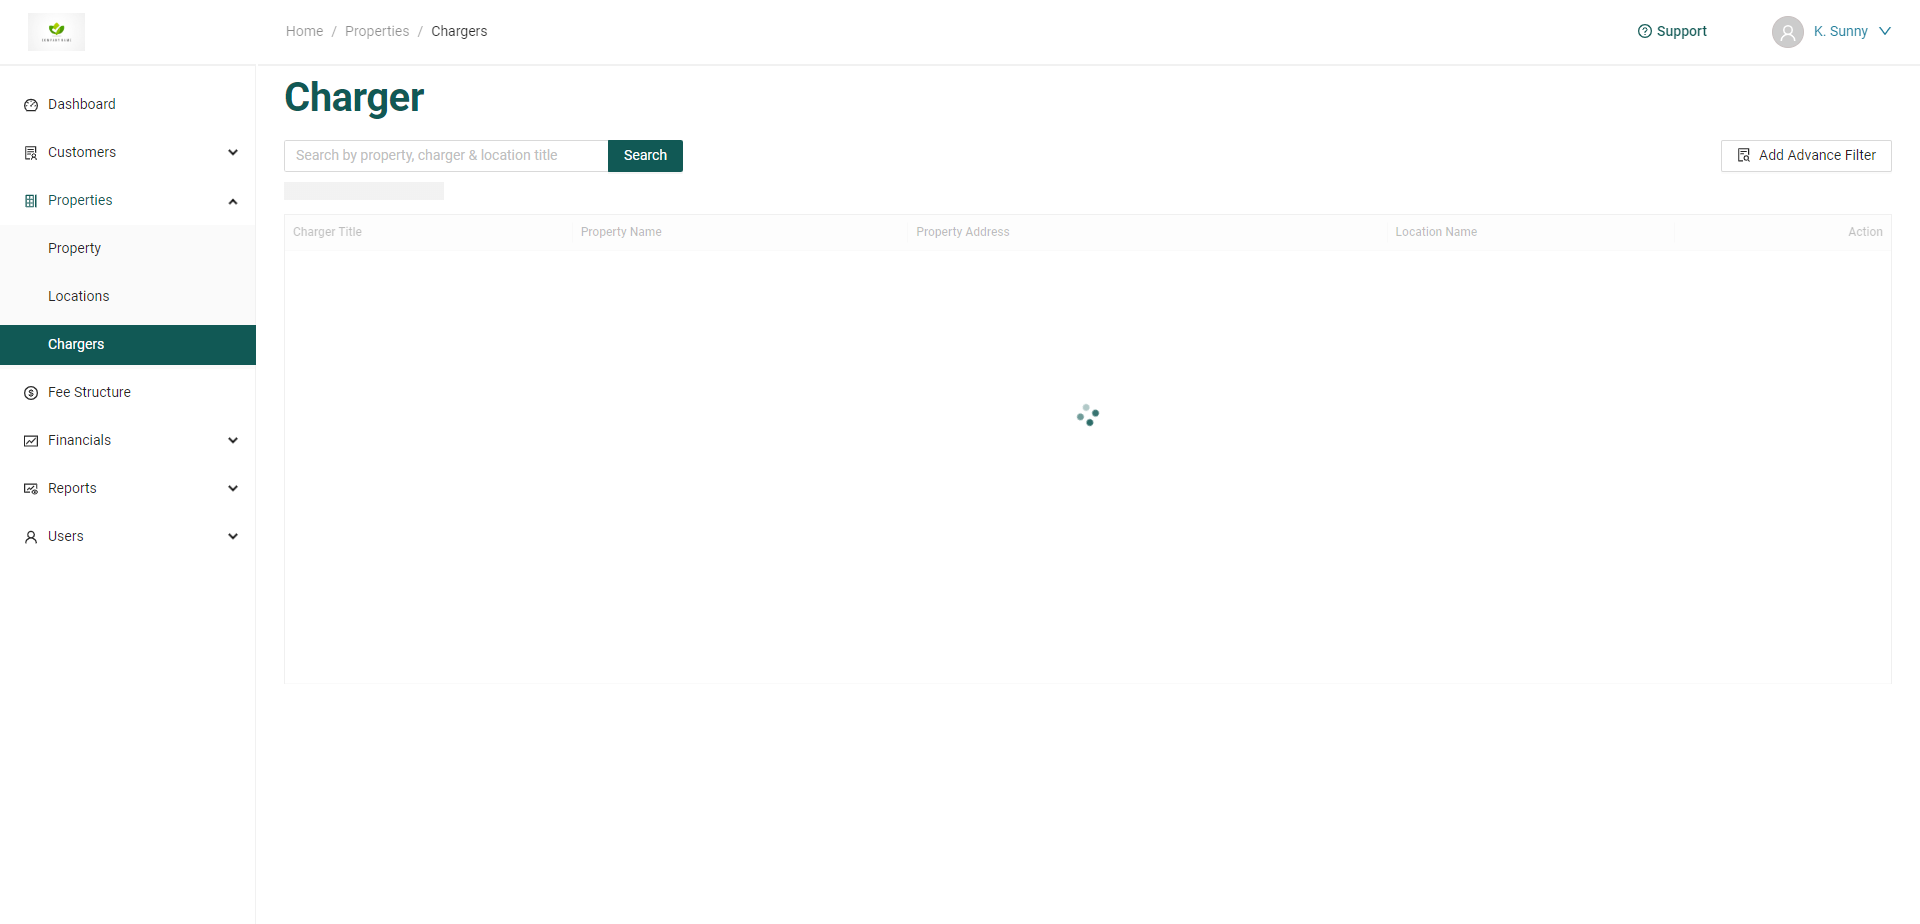 Home / Properties / Chargers
Support
K. Sunny
Dashboard
Customers
Properties
Property
Locations
Chargers
Fee Structure
Financials
Reports
Users
Charger
Search by property, charger & location title
Search
Add Advance Filter
Charger Title
Property Name
Property Address
Location Name
Action